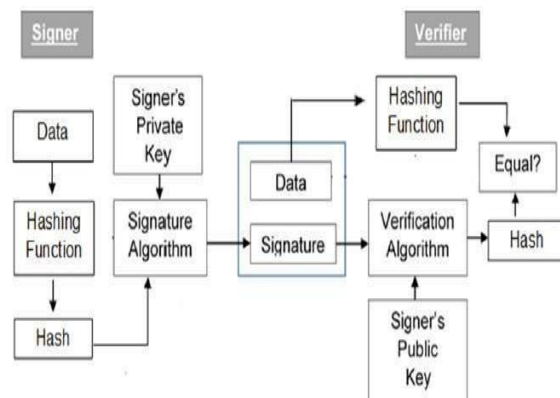 Signer
Verifier
Data
Hashing
Function
Hash
Signer's
Private
Key
Signature
Algorithm
Data
Signature
Hashing
Function
Equal?
Verification
Algorithm
Hash
Signer's
Public
Key